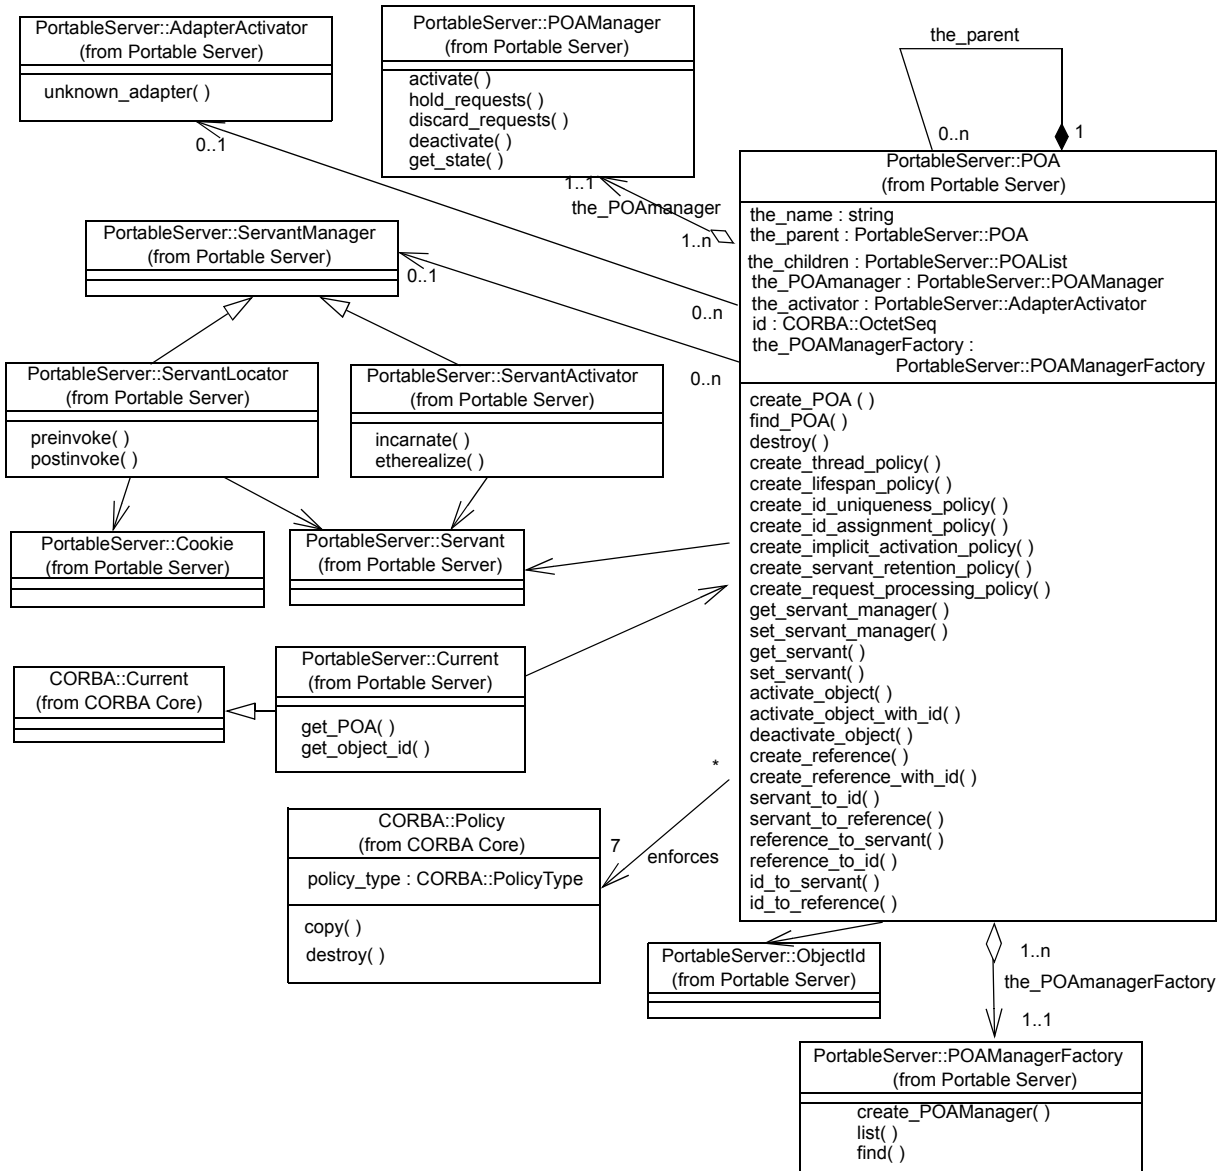 PortableServer::AdapterActivator
(from Portable Server)
unknown_adapter( )
0..1
PortableServer::POAManager
(from Portable Server)
activate( )
hold_requests( )
discard_requests( )
deactivate( )
get_state( )
1..1
the_POAmanager
1..n
the_parent
0..n
1
PortableServer::POA
(from Portable Server)
the_name : string
the_parent : PortableServer::POA
the_children : PortableServer::POAList
the_POAmanager : PortableServer::POAManager
the_activator : PortableServer::AdapterActivator
id : CORBA::OctetSeq
the_POAManagerFactory :
PortableServer::POAManagerFactory
create_POA ( )
find_POA( )
destroy( )
create_thread_policy( )
create_lifespan_policy( )
create_id_uniqueness_policy( )
create_id_assignment_policy( )
create_implicit_activation_policy( )
create_servant_retention_policy( )
create_request_processing_policy( )
get_servant_manager( )
set_servant_manager( )
get_servant( )
set_servant( )
activate_object( )
activate_object_with_id( )
deactivate_object( )
create_reference( )
create_reference_with_id( )
servant_to_id( )
servant_to_reference( )
reference_to_servant( )
reference_to_id( )
id_to_servant( )
id_to_reference( )
PortableServer::ServantManager
(from Portable Server)
0..1
0..n
0..n
PortableServer::ServantLocator
(from Portable Server)
preinvoke( )
postinvoke( )
PortableServer::ServantActivator
(from Portable Server)
incarnate( )
etherealize( )
PortableServer::Cookie
(from Portable Server)
PortableServer::Servant
(from Portable Server)
CORBA::Current
(from CORBA Core)
PortableServer::Current
(from Portable Server)
get_POA( )
get_object_id( )
*
7
enforces
CORBA::Policy
(from CORBA Core)
policy_type : CORBA::PolicyType
copy( )
destroy( )
PortableServer::ObjectId
(from Portable Server)
1..n
the_POAmanagerFactory
1..1
PortableServer::POAManagerFactory
(from Portable Server)
create_POAManager( )
list( )
find( )